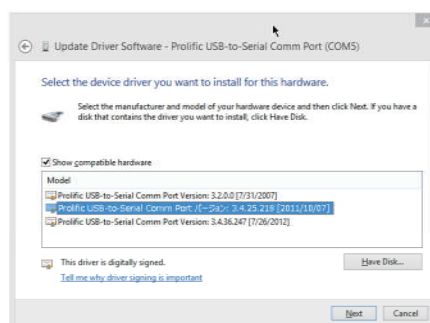 Update Driver Software - Prolific USB-to-Serial Comm Port (COM5)
Select the device driver you want to install for this hardware.
Select the manufacturer and model of your hardware device and then click Next. If you have a
disk that contains the driver you want to install, click Have Disk.
Show compatible hardware
Model
Prolific USB-to-Serial Comm Port Version: 3.2.0.0 [7/31/2007]
Prolific USB-to-Serial Comm Port バージョン: 3.4.25.218 [2011/10/07]
Prolific USB-to-Serial Comm Port Version: 3.4.36.247 [7/26/2012]
This driver is digitally signed.
Have Disk...
Tell me why driver signing is important
Next
Cancel